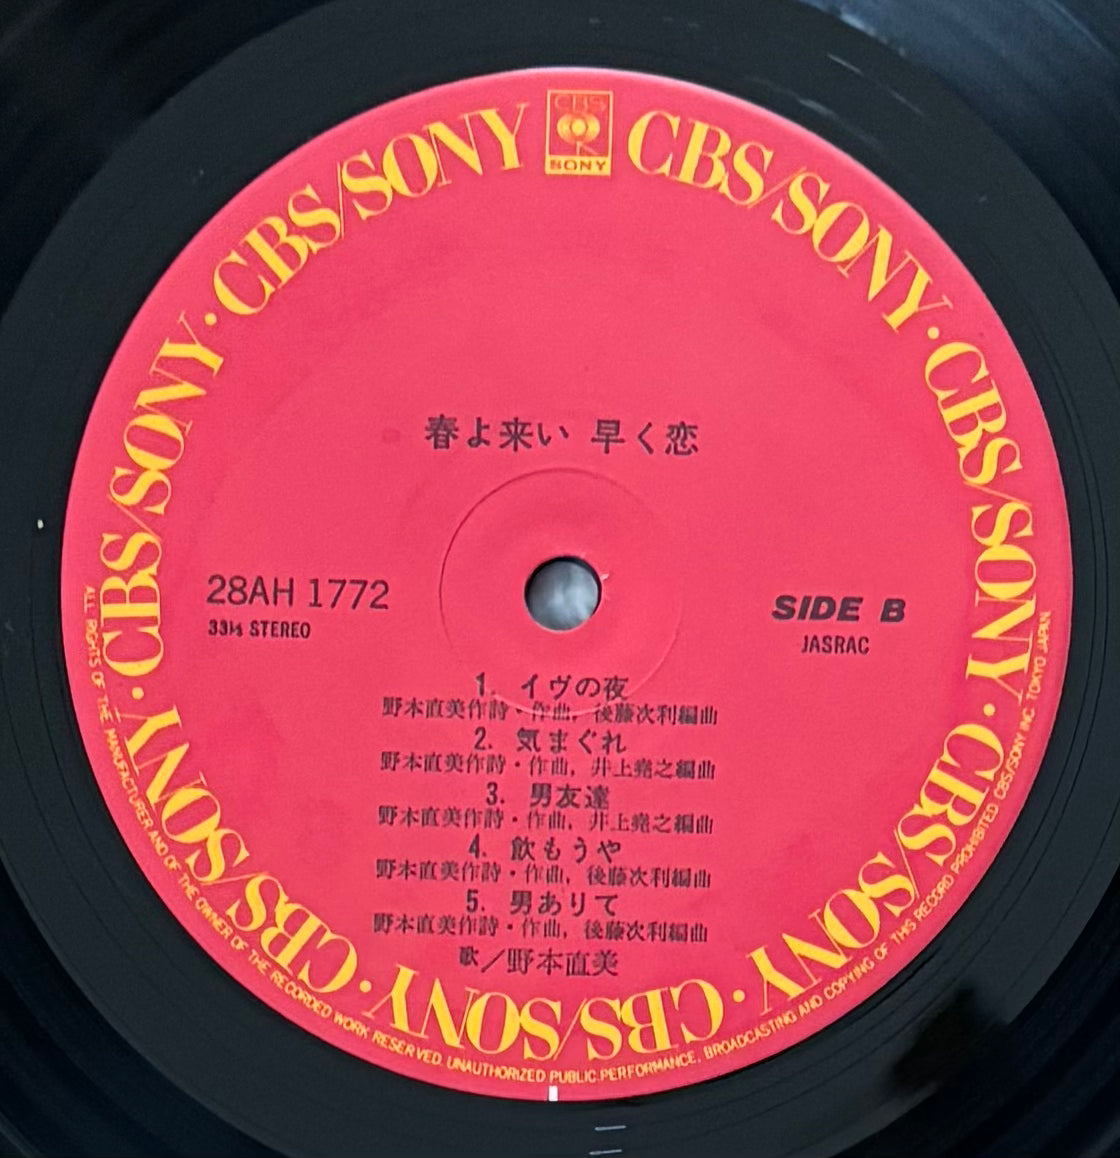 CBS
SONY
CBS/SONY · CBS/SONY · CBS/SONY · CBS/SONY · CBS/SONY · CBS/SONY · CBS/SONY · CBS/SONY · CBS/SONY
春よ来い 早く恋
28AH 1772
33⅓ STEREO
SIDE B
JASRAC
1. イヴの夜
野本直美作詩・作曲, 後藤次利編曲
2. 気まぐれ
野本直美作詩・作曲, 井上堯之編曲
3. 男友達
野本直美作詩・作曲, 井上堯之編曲
4. 飲もうや
野本直美作詩・作曲, 後藤次利編曲
5. 男ありて
野本直美作詩・作曲, 後藤次利編曲
歌／野本直美
ALL RIGHTS OF THE MANUFACTURER AND OF THE OWNER OF THE RECORDED WORK RESERVED. UNAUTHORIZED PUBLIC PERFORMANCE, BROADCASTING AND COPYING OF THIS RECORD PROHIBITED CBS/SONY INC. TOKYO JAPAN